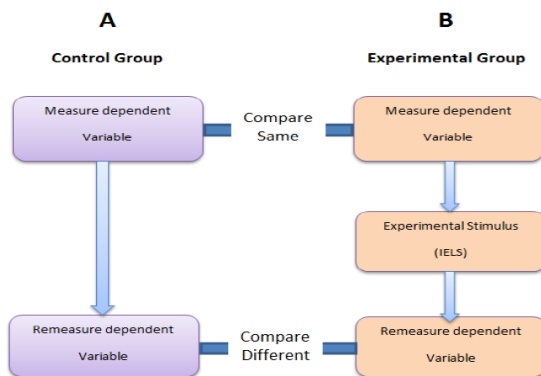 A
B
Control Group
Experimental Group
Measure dependent
Variable
Compare
Same
Measure dependent
Variable
Experimental Stimulus
(IELS)
Remeasure dependent
Variable
Compare
Different
Remeasure dependent
Variable